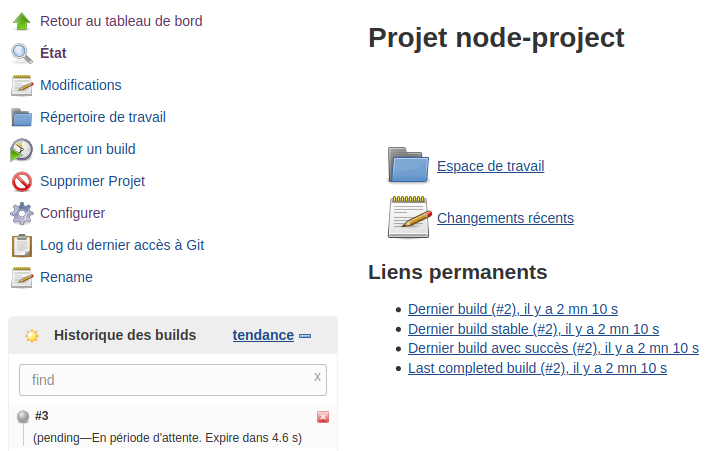 Retour au tableau de bord
État
Modifications
Répertoire de travail
Lancer un build
Supprimer Projet
Configurer
Log du dernier accès à Git
Rename
Historique des builds tendance
find x
#3
(pending—En période d'attente. Expire dans 4.6 s)
Projet node-project
Espace de travail
Changements récents
Liens permanents
Dernier build (#2), il y a 2 mn 10 s
Dernier build stable (#2), il y a 2 mn 10 s
Dernier build avec succès (#2), il y a 2 mn 10 s
Last completed build (#2), il y a 2 mn 10 s